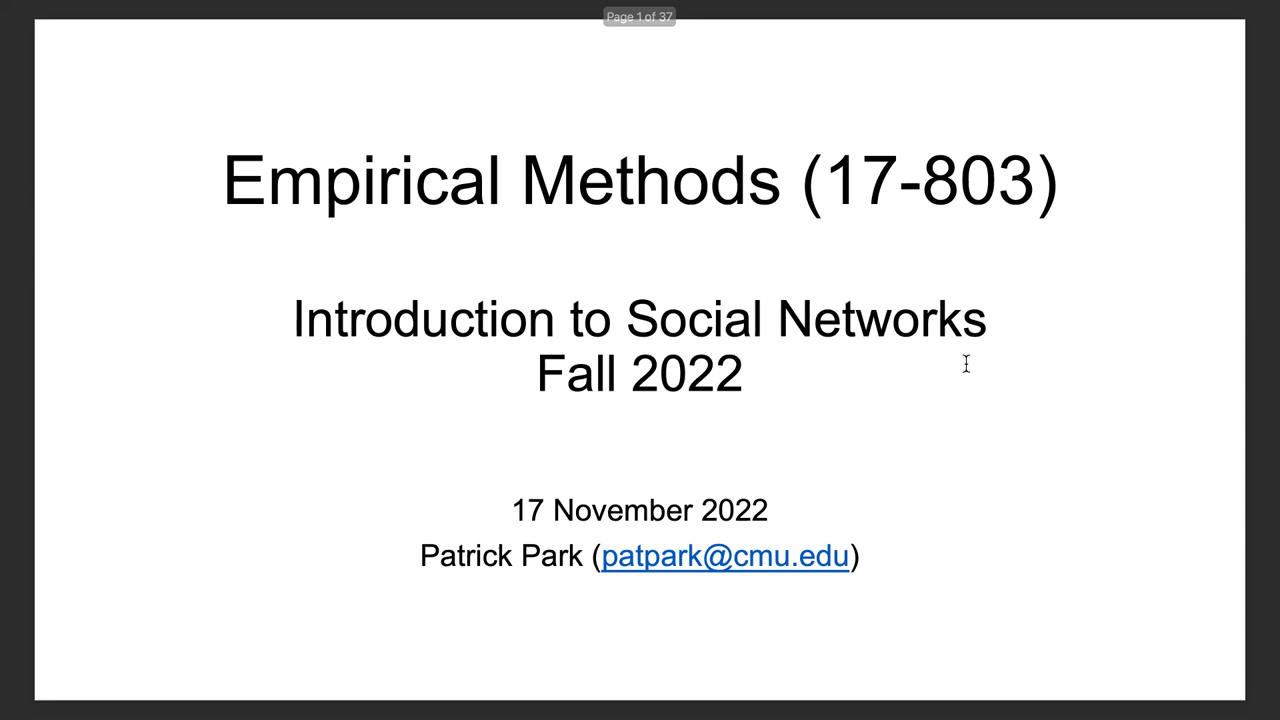 Page 1 of 37
Empirical Methods (17-803)
Introduction to Social Networks
Fall 2022
17 November 2022
Patrick Park (patpark@cmu.edu)